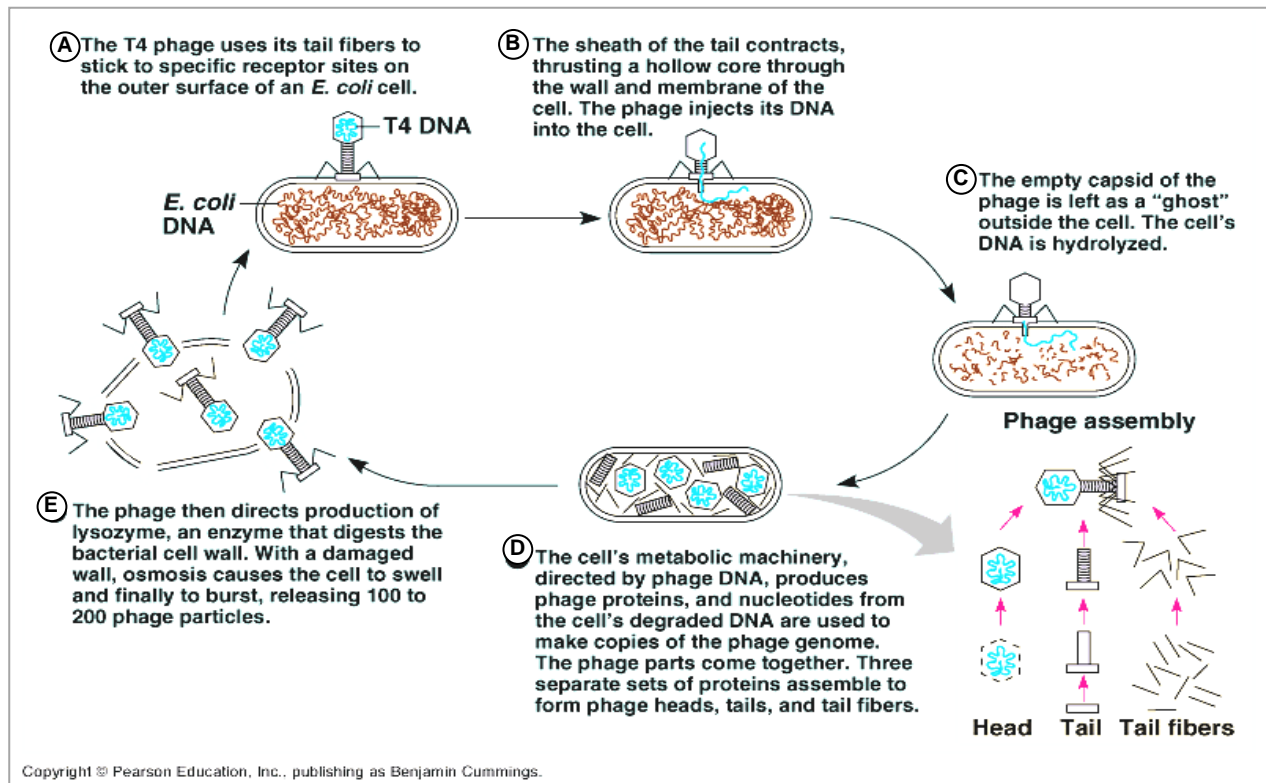 A
The T4 phage uses its tail fibers to
stick to specific receptor sites on
the outer surface of an E. coli cell.
T4 DNA
E. coli
DNA
B
The sheath of the tail contracts,
thrusting a hollow core through
the wall and membrane of the
cell. The phage injects its DNA
into the cell.
C
The empty capsid of the
phage is left as a “ghost”
outside the cell. The cell’s
DNA is hydrolyzed.
Phage assembly
D
The cell’s metabolic machinery,
directed by phage DNA, produces
phage proteins, and nucleotides from
the cell’s degraded DNA are used to
make copies of the phage genome.
The phage parts come together. Three
separate sets of proteins assemble to
form phage heads, tails, and tail fibers.
Head
Tail
Tail fibers
E
The phage then directs production of
lysozyme, an enzyme that digests the
bacterial cell wall. With a damaged
wall, osmosis causes the cell to swell
and finally to burst, releasing 100 to
200 phage particles.
Copyright © Pearson Education, Inc., publishing as Benjamin Cummings.